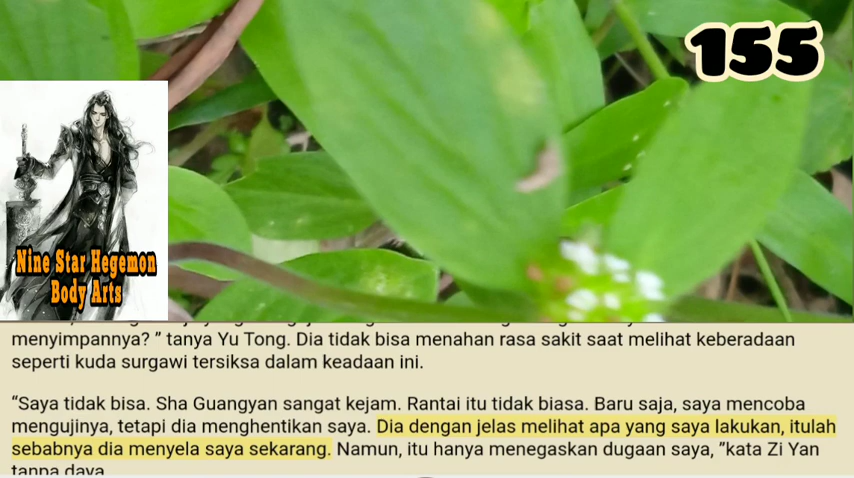 155
Nine Star Hegemon
Body Arts
menyimpannya? ” tanya Yu Tong. Dia tidak bisa menahan rasa sakit saat melihat keberadaan
seperti kuda surgawi tersiksa dalam keadaan ini.
“Saya tidak bisa. Sha Guangyan sangat kejam. Rantai itu tidak biasa. Baru saja, saya mencoba
mengujinya, tetapi dia menghentikan saya. Dia dengan jelas melihat apa yang saya lakukan, itulah
sebabnya dia menyela saya sekarang. Namun, itu hanya menegaskan dugaan saya, ”kata Zi Yan
tanpa daya.